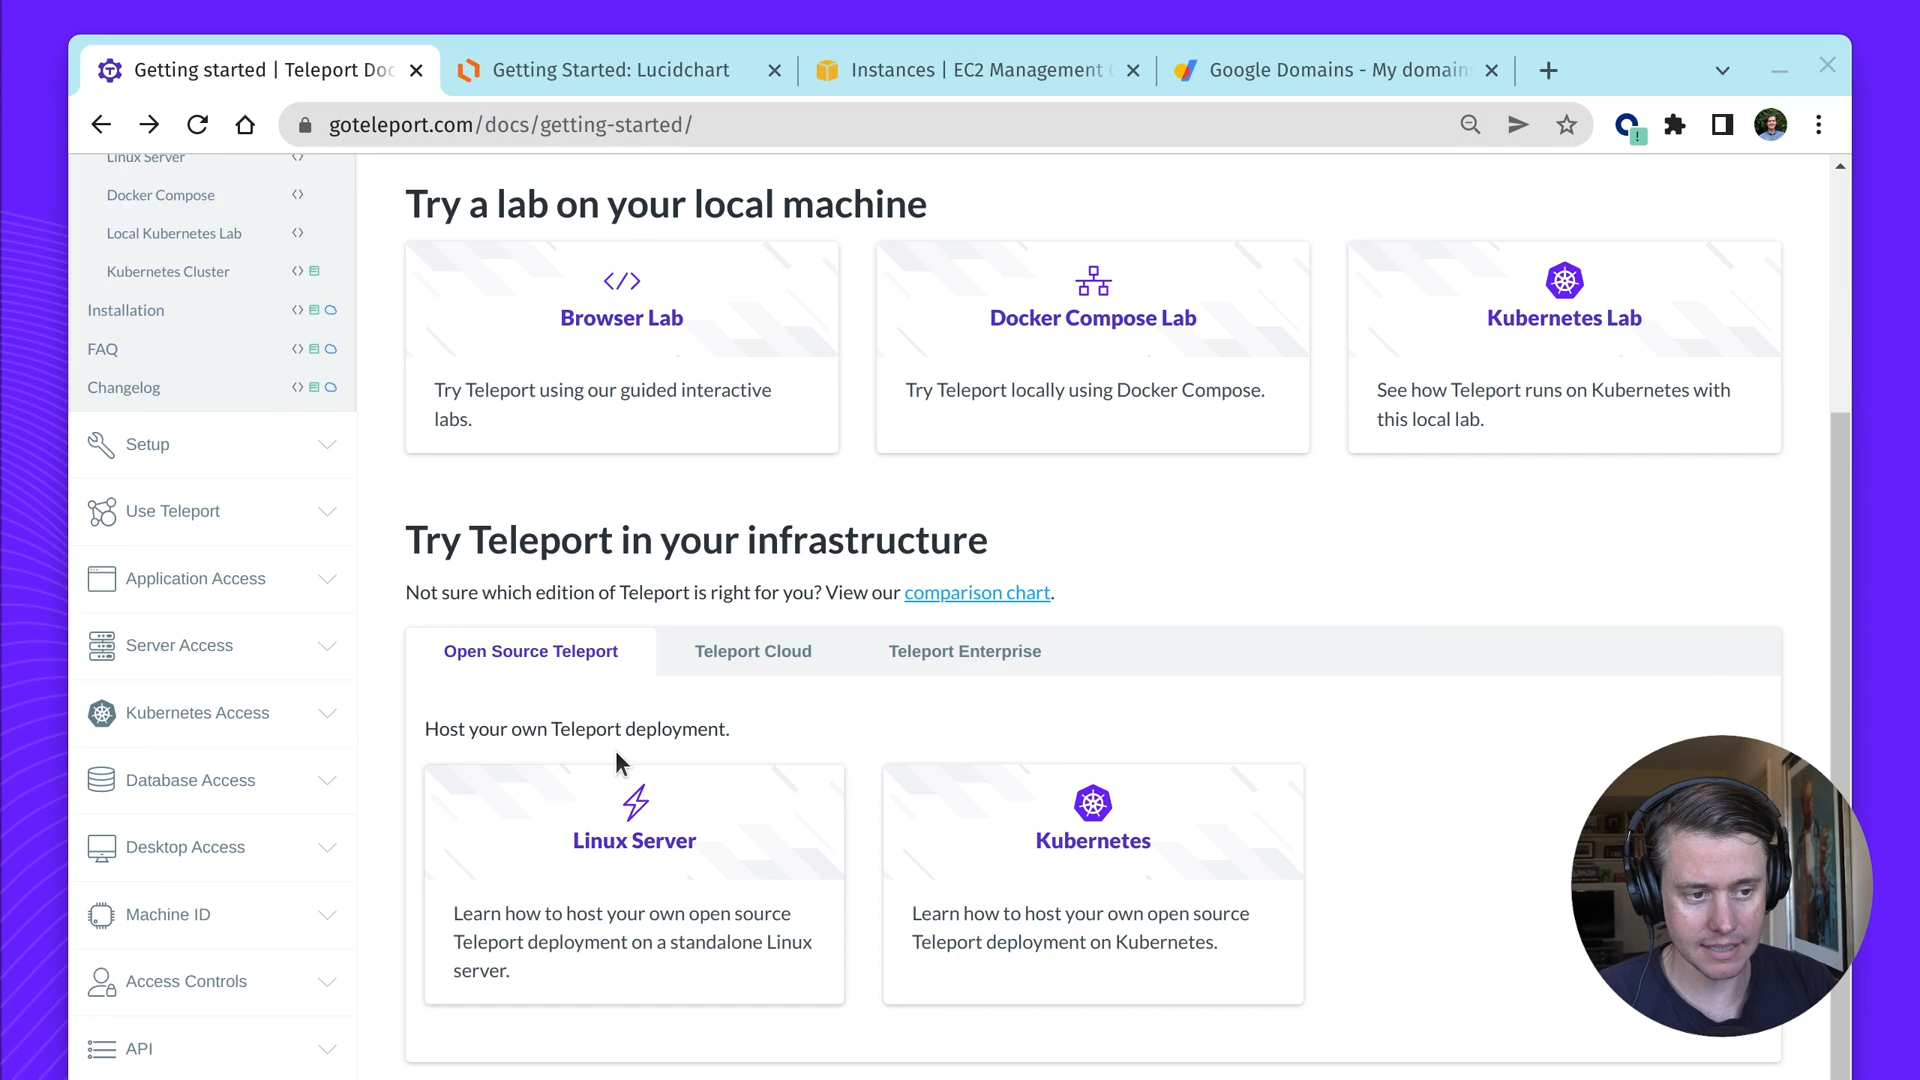 Getting started | Teleport Doc
Getting Started: Lucidchart
Instances | EC2 Management C
Google Domains - My domain
goteleport.com/docs/getting-started/
Linux Server
Docker Compose
Local Kubernetes Lab
Kubernetes Cluster
Installation
FAQ
Changelog
Setup
Use Teleport
Application Access
Server Access
Kubernetes Access
Database Access
Desktop Access
Machine ID
Access Controls
API
Try a lab on your local machine
Browser Lab
Try Teleport using our guided interactive
labs.
Docker Compose Lab
Try Teleport locally using Docker Compose.
Kubernetes Lab
See how Teleport runs on Kubernetes with
this local lab.
Try Teleport in your infrastructure
Not sure which edition of Teleport is right for you? View our comparison chart.
Open Source Teleport
Teleport Cloud
Teleport Enterprise
Host your own Teleport deployment.
Linux Server
Learn how to host your own open source
Teleport deployment on a standalone Linux
server.
Kubernetes
Learn how to host your own open source
Teleport deployment on Kubernetes.